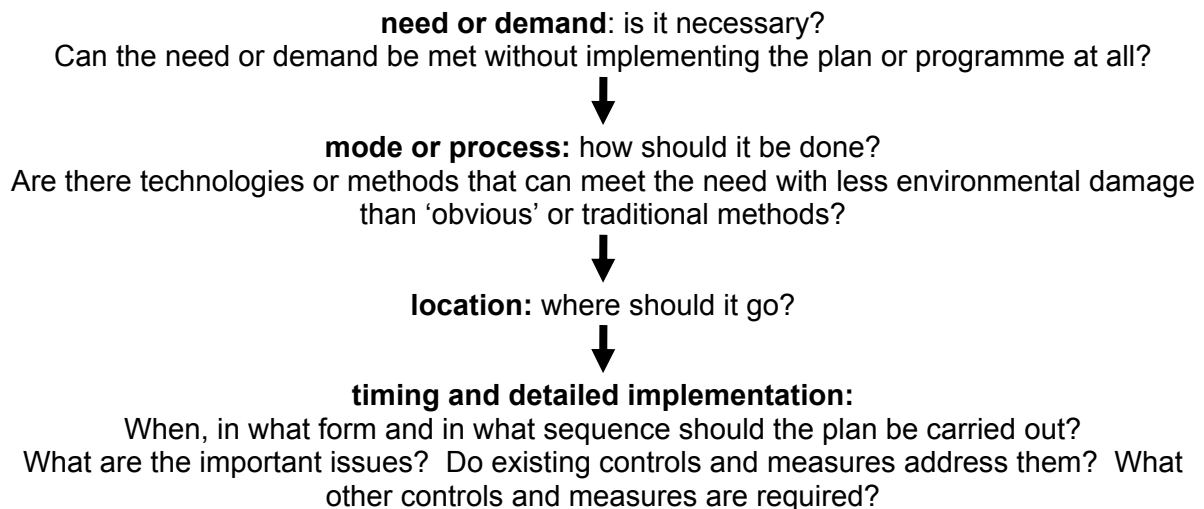 need or demand: is it necessary?
Can the need or demand be met without implementing the plan or programme at all?
mode or process: how should it be done?
Are there technologies or methods that can meet the need with less environmental damage
than ‘obvious’ or traditional methods?
location: where should it go?
timing and detailed implementation:
When, in what form and in what sequence should the plan be carried out?
What are the important issues?  Do existing controls and measures address them?  What
other controls and measures are required?